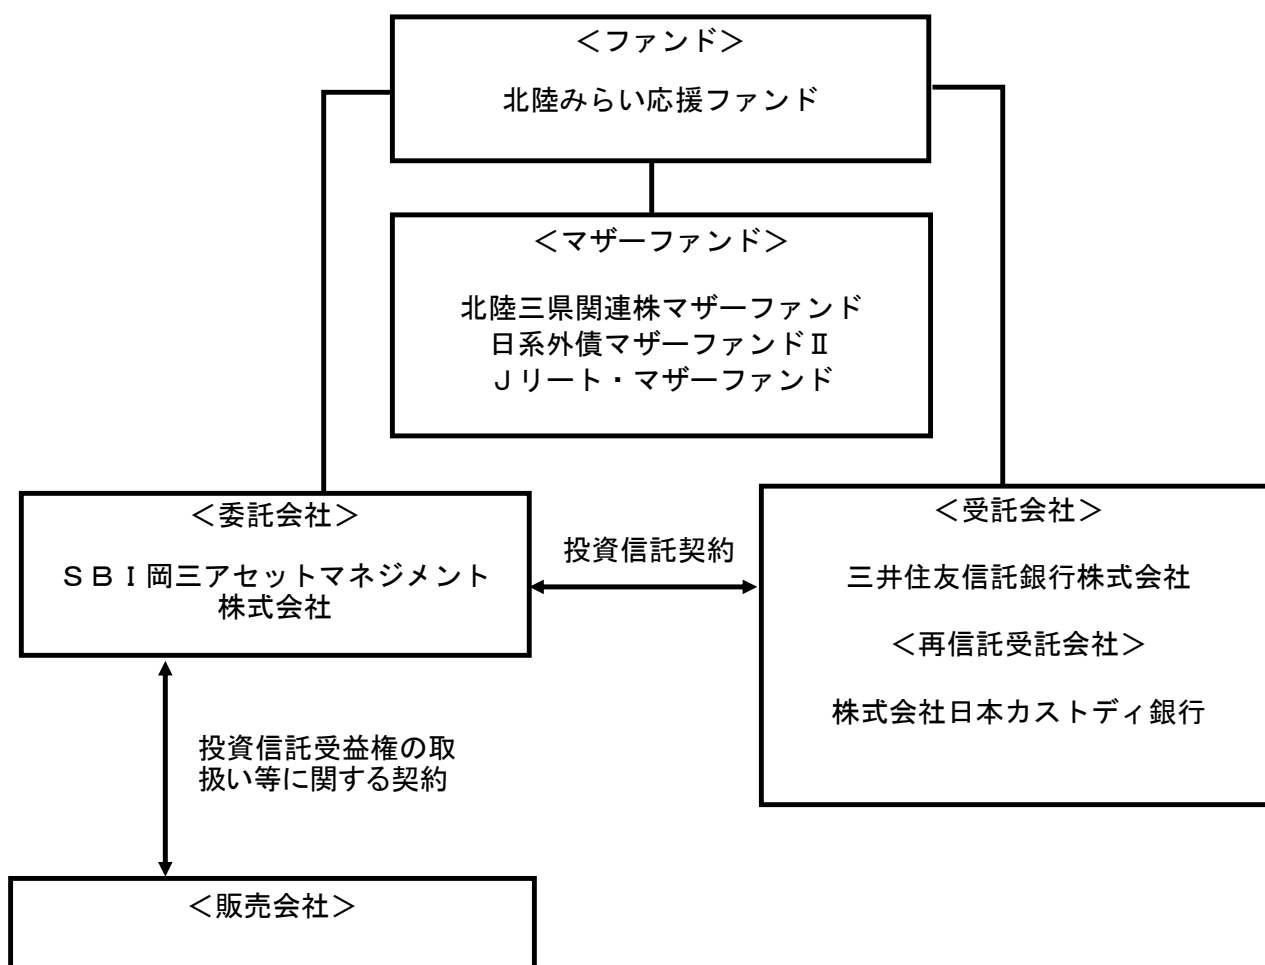 ＜ファンド＞
北陸みらい応援ファンド
＜マザーファンド＞
北陸三県関連株マザーファンド
日系外債マザーファンドⅡ
Ｊリート・マザーファンド
＜委託会社＞
ＳＢＩ岡三アセットマネジメント
株式会社
投資信託契約
＜受託会社＞
三井住友信託銀行株式会社
＜再信託受託会社＞
株式会社日本カストディ銀行
投資信託受益権の取
扱い等に関する契約
＜販売会社＞